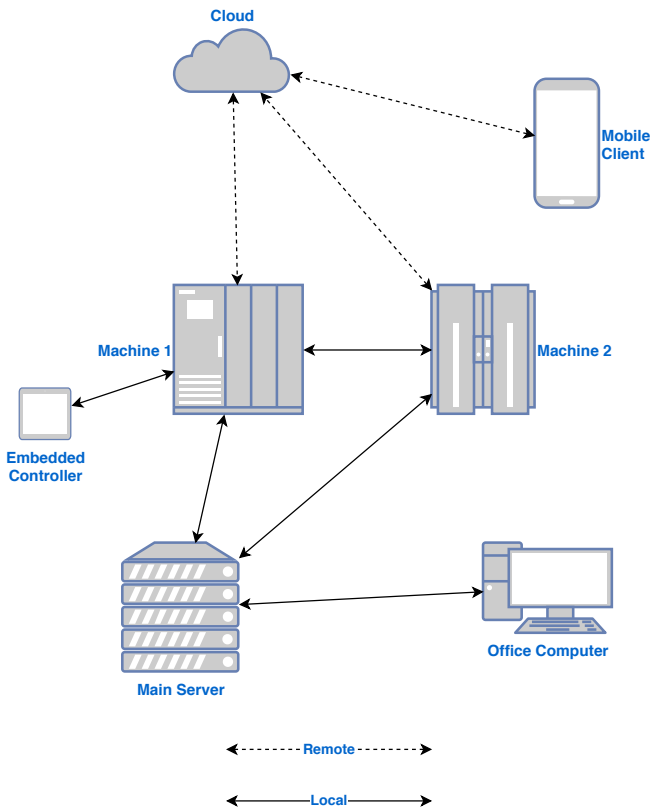 Cloud
Mobile
Client
Machine 1
Machine 2
Embedded
Controller
Office Computer
Main Server
Remote
Local